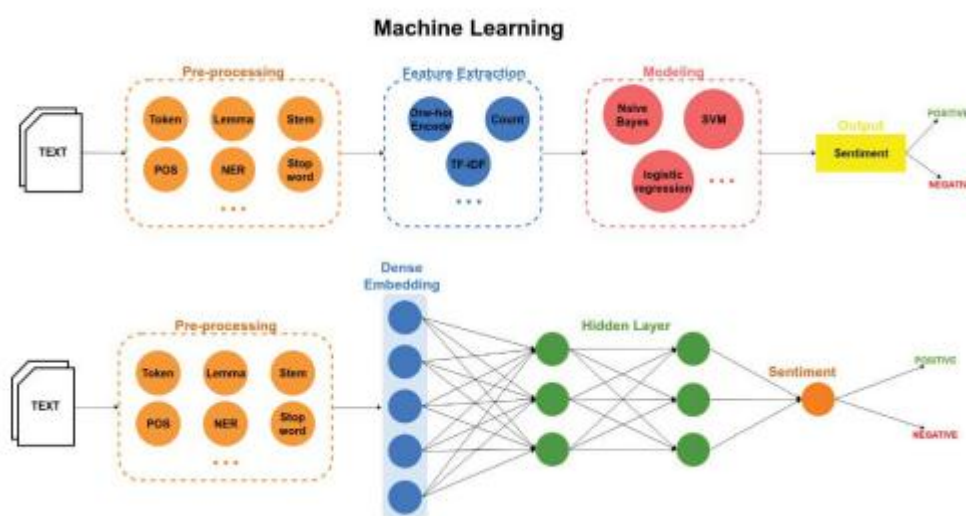 Machine Learning
Pre-processing
Feature Extraction
Modeling
TEXT
Token
Lemma
Stem
POS
NER
Stop
word
...
One-hot
Encode
Count
TF-IDF
...
Naive
Bayes
SVM
logistic
regression
...
Output
Sentiment
POSITIVE
NEGATIVE
Dense
Embedding
Pre-processing
TEXT
Token
Lemma
Stem
POS
NER
Stop
word
...
Hidden Layer
Sentiment
POSITIVE
NEGATIVE